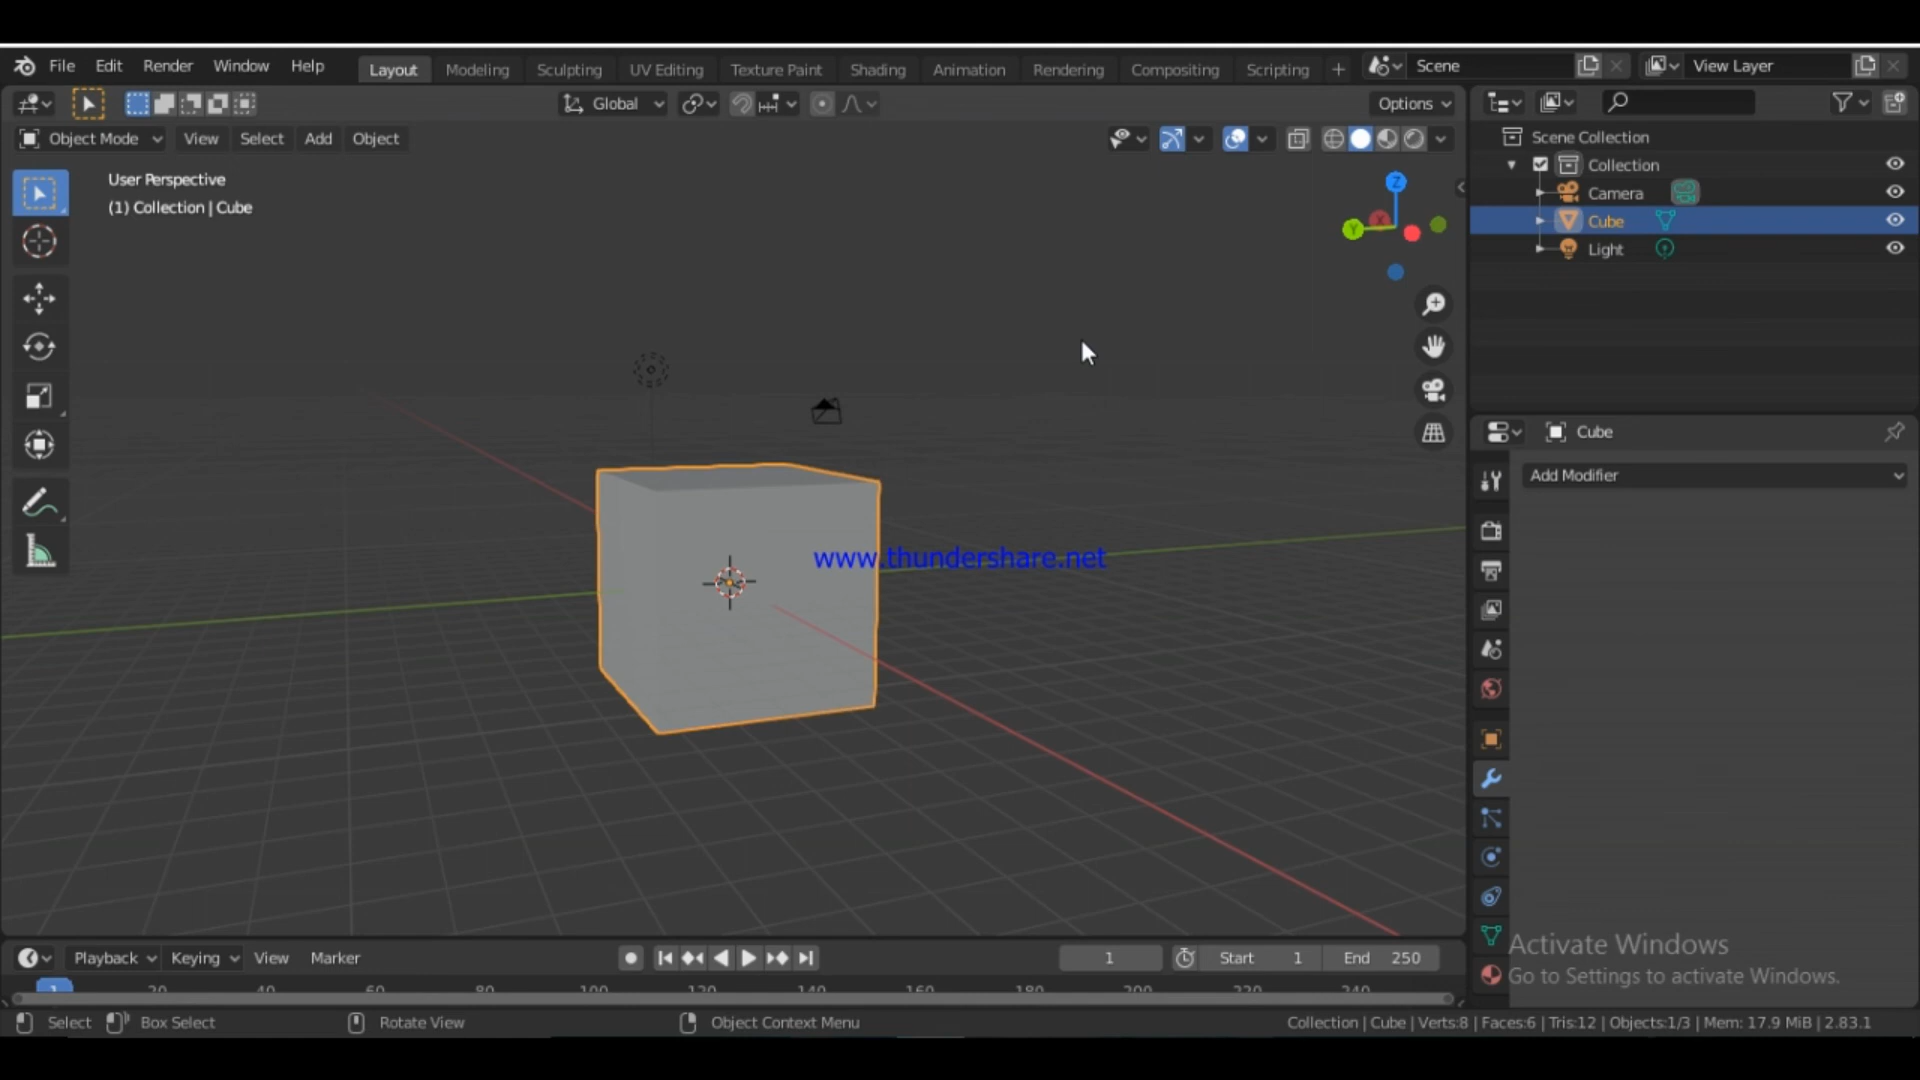 File Edit Render Window Help Layout Modeling Sculpting UV Editing Texture Paint Shading Animation Rendering Compositing Scripting + Scene View Layer
Global Options
Object Mode View Select Add Object
User Perspective
(1) Collection | Cube
Z
Y
X
Scene Collection
Collection
Camera
Cube
Light
Cube
Add Modifier
www.thundershare.net
Activate Windows
Go to Settings to activate Windows.
Playback Keying View Marker 1 Start 1 End 250
1 20 40 60 80 100 120 140 160 180 200 220 240
Select Box Select Rotate View Object Context Menu Collection | Cube | Verts:8 | Faces:6 | Tris:12 | Objects:1/3 | Mem: 17.9 MiB | 2.83.1